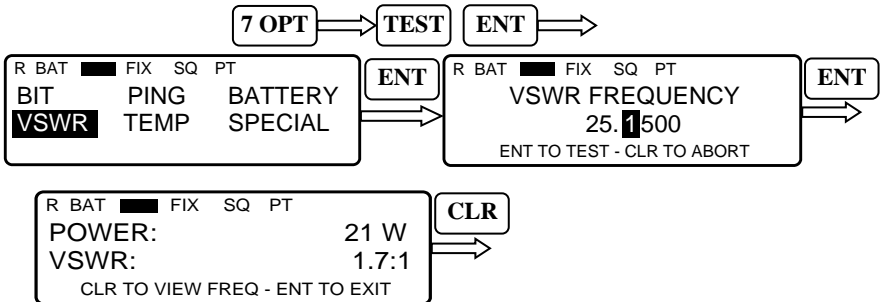 7 OPT TEST ENT
R BAT FIX SQ PT
BIT PING BATTERY
VSWR TEMP SPECIAL
ENT
R BAT FIX SQ PT
VSWR FREQUENCY
25.1500
ENT TO TEST - CLR TO ABORT
ENT
R BAT FIX SQ PT
POWER: 21 W
VSWR: 1.7:1
CLR TO VIEW FREQ - ENT TO EXIT
CLR